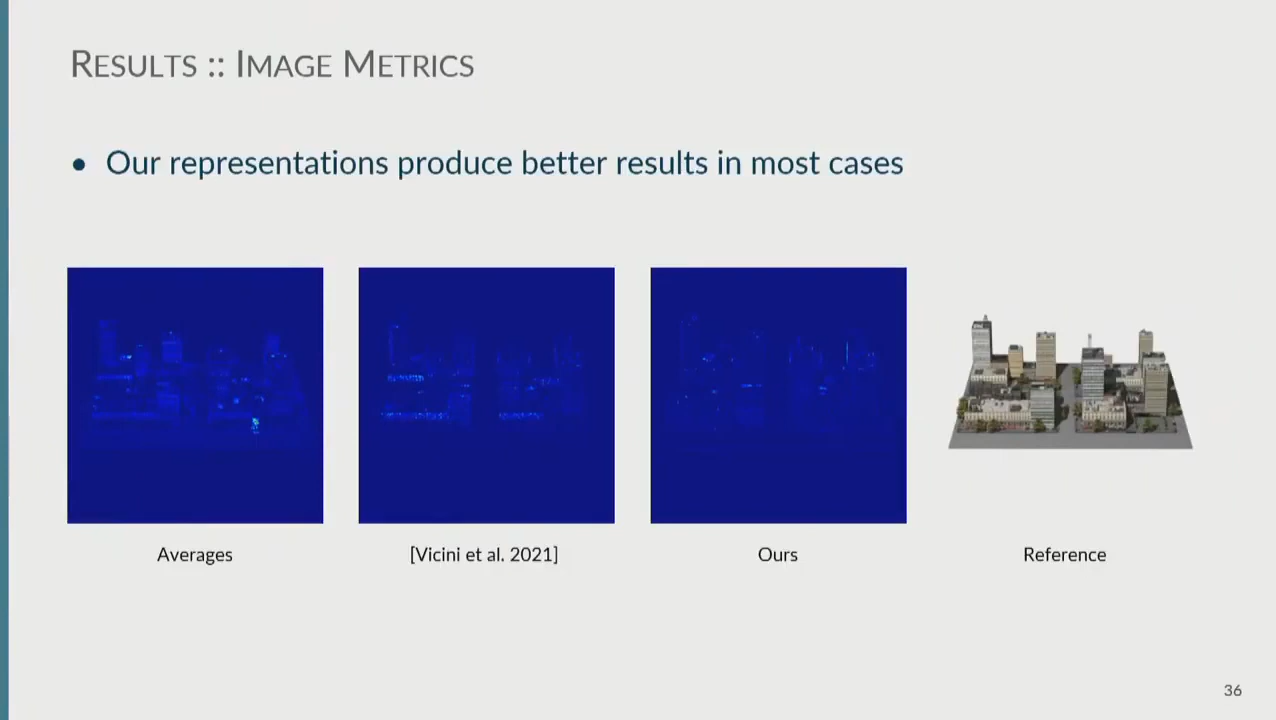 RESULTS :: IMAGE METRICS
• Our representations produce better results in most cases
Averages
[Vicini et al. 2021]
Ours
Reference
36